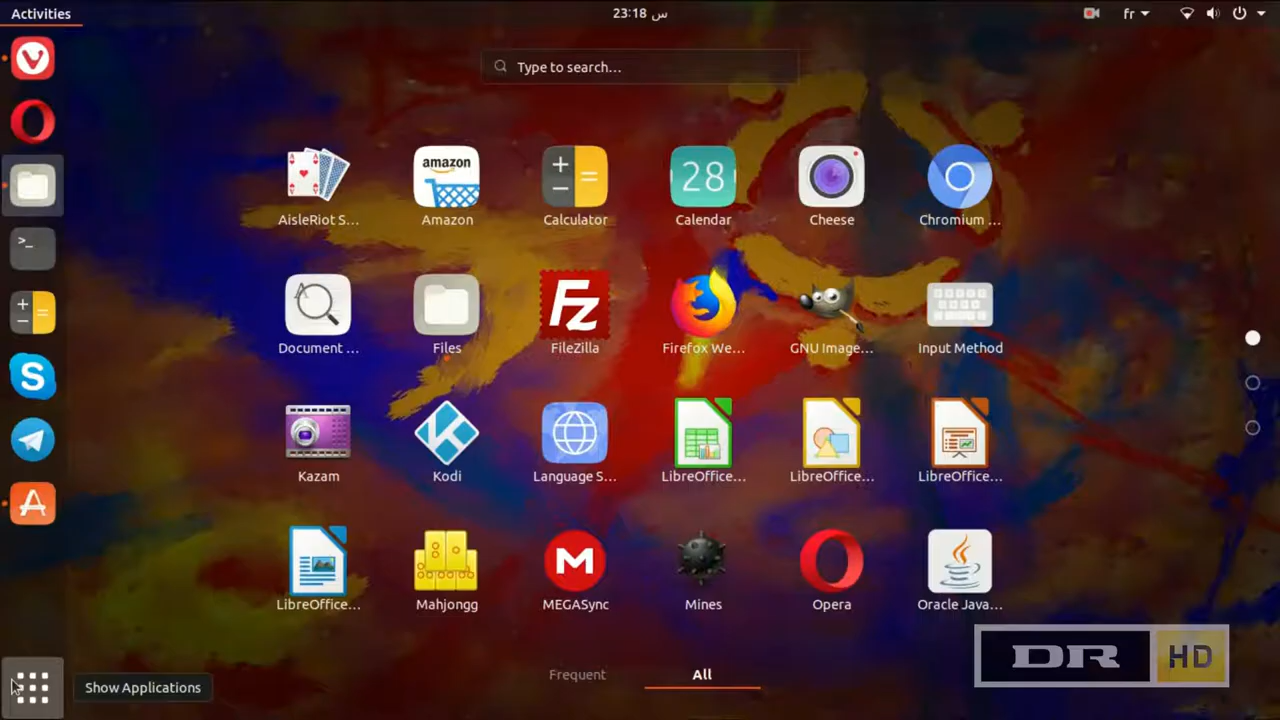 Activities
23:18 س
fr
Type to search...
amazon
28
AisleRiot S...
Amazon
Calculator
Calendar
Cheese
Chromium ...
Fz
Document ...
Files
FileZilla
Firefox We...
GNU Image...
Input Method
Kazam
Kodi
Language S...
LibreOffice...
LibreOffice...
LibreOffice...
M
LibreOffice...
Mahjongg
MEGASync
Mines
Opera
Oracle Java...
DR HD
Frequent
All
Show Applications